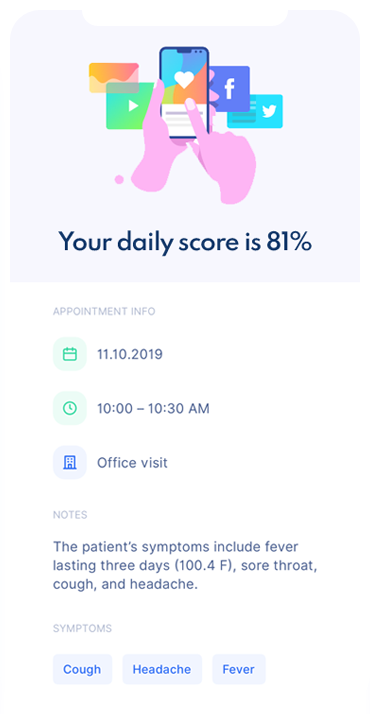 Your daily score is 81%
APPOINTMENT INFO
11.10.2019
10:00 – 10:30 AM
Office visit
NOTES
The patient’s symptoms include fever
lasting three days (100.4 F), sore throat,
cough, and headache.
SYMPTOMS
Cough Headache Fever